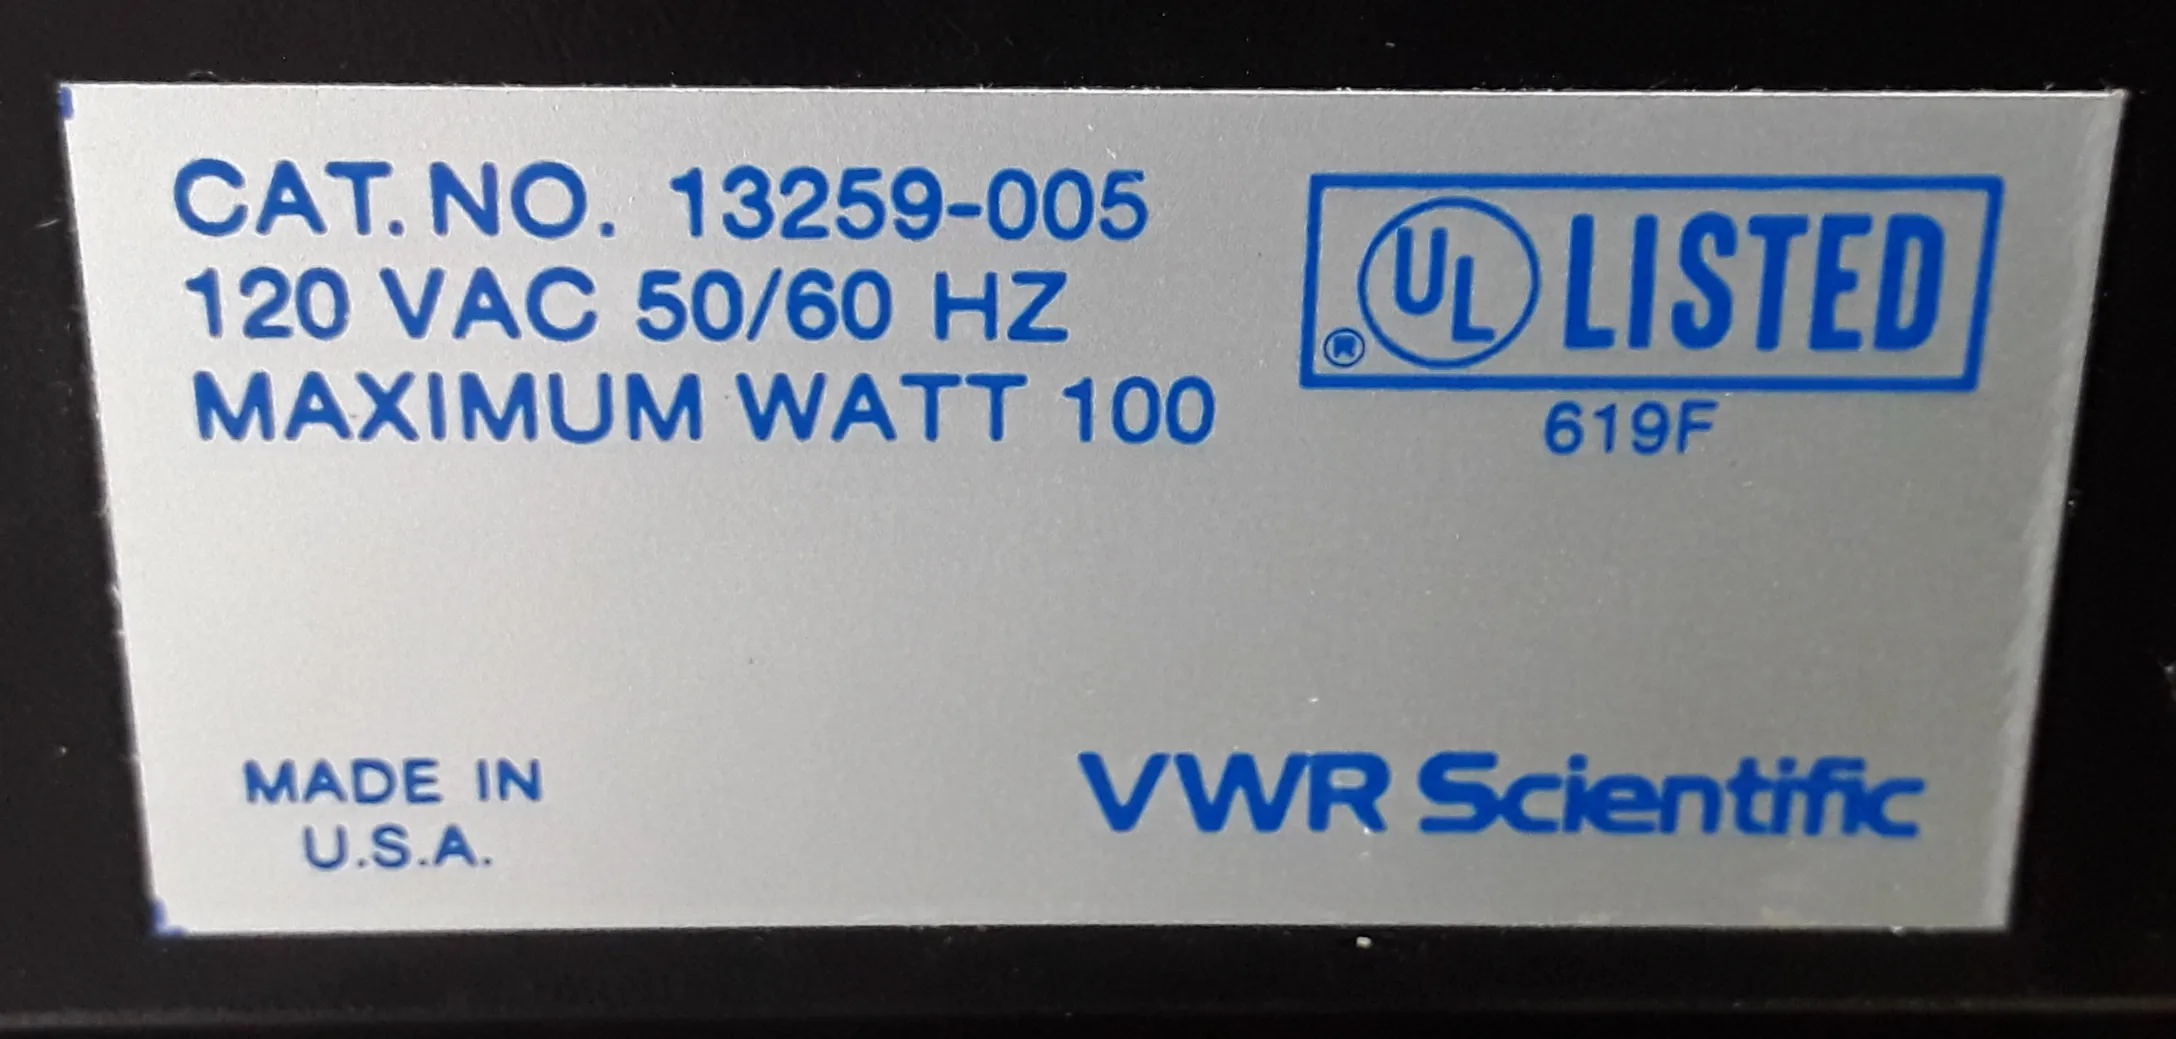 CAT. NO. 13259-005
120 VAC 50/60 HZ
MAXIMUM WATT 100
® UL LISTED
619F
MADE IN
U.S.A.
VWR Scientific